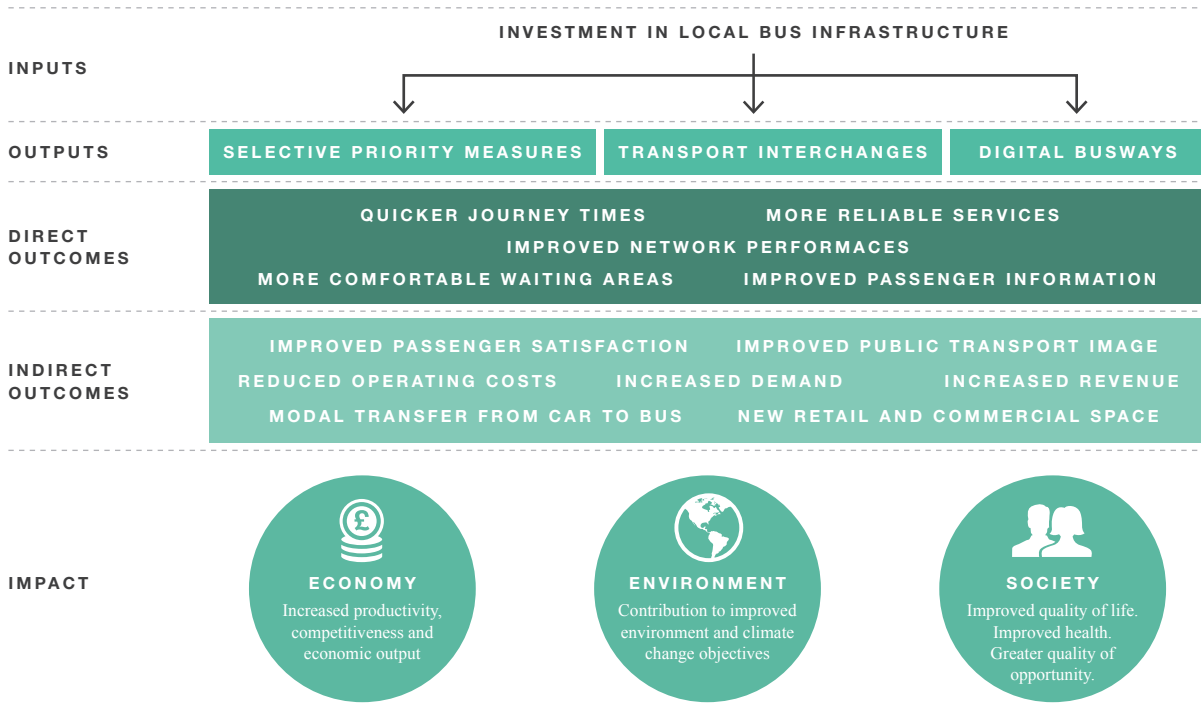 INVESTMENT IN LOCAL BUS INFRASTRUCTURE
INPUTS
OUTPUTS
SELECTIVE PRIORITY MEASURES
TRANSPORT INTERCHANGES
DIGITAL BUSWAYS
DIRECT
OUTCOMES
QUICKER JOURNEY TIMES
MORE RELIABLE SERVICES
IMPROVED NETWORK PERFORMACES
MORE COMFORTABLE WAITING AREAS
IMPROVED PASSENGER INFORMATION
INDIRECT
OUTCOMES
IMPROVED PASSENGER SATISFACTION
IMPROVED PUBLIC TRANSPORT IMAGE
REDUCED OPERATING COSTS
INCREASED DEMAND
INCREASED REVENUE
MODAL TRANSFER FROM CAR TO BUS
NEW RETAIL AND COMMERCIAL SPACE
IMPACT
£
ECONOMY
Increased productivity,
competitiveness and
economic output
ENVIRONMENT
Contribution to improved
environment and climate
change objectives
SOCIETY
Improved quality of life.
Improved health.
Greater quality of
opportunity.